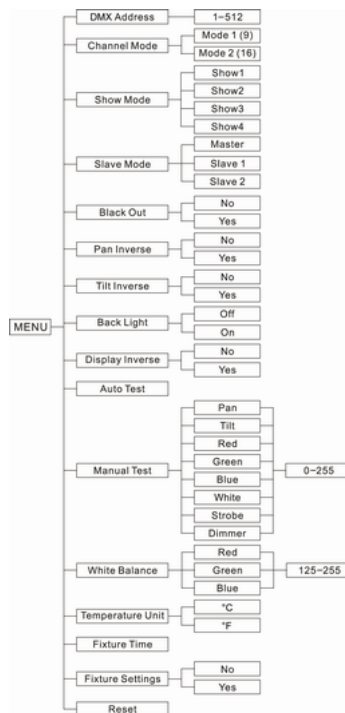 DMX Address
1-512
Channel Mode
Mode 1 (9)
Mode 2 (16)
Show Mode
Show1
Show2
Show3
Show4
Slave Mode
Master
Slave 1
Slave 2
Black Out
No
Yes
Pan Inverse
No
Yes
Tilt Inverse
No
Yes
MENU
Back Light
Off
On
Display Inverse
No
Yes
Auto Test
Manual Test
Pan
Tilt
Red
Green
Blue
White
Strobe
Dimmer
0-255
White Balance
Red
Green
Blue
125-255
Temperature Unit
°C
°F
Fixture Time
Fixture Settings
No
Yes
Reset